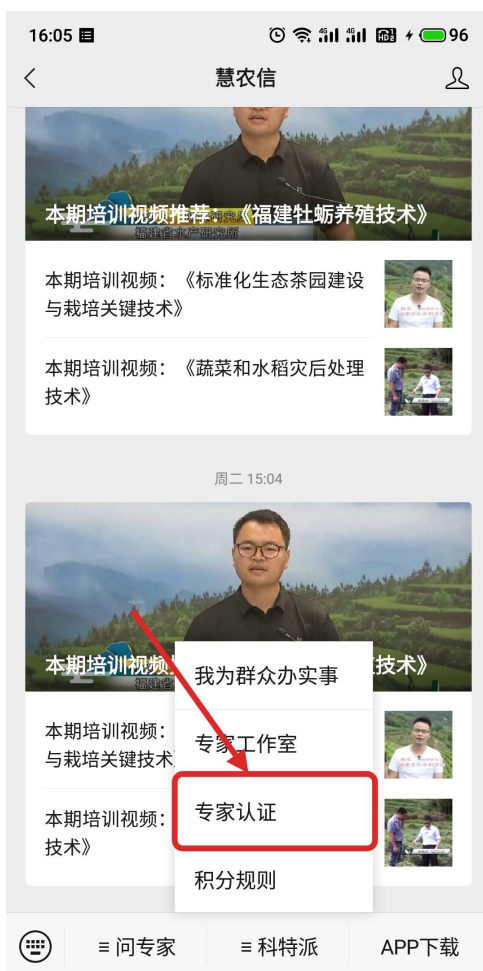 16:05 4G 4G HD 2 96
慧农信
本期培训视频推荐：《福建牡蛎养殖技术》
福建省水产研究所
本期培训视频：《标准化生态茶园建设
与栽培关键技术》
本期培训视频：《蔬菜和水稻灾后处理
技术》
周二 15:04
本期培训视频
技术》
福建省
本期培训视频：
与栽培关键技术
本期培训视频：
技术》
我为群众办实事
专家工作室
专家认证
积分规则
≡ 问专家
≡ 科特派
APP下载